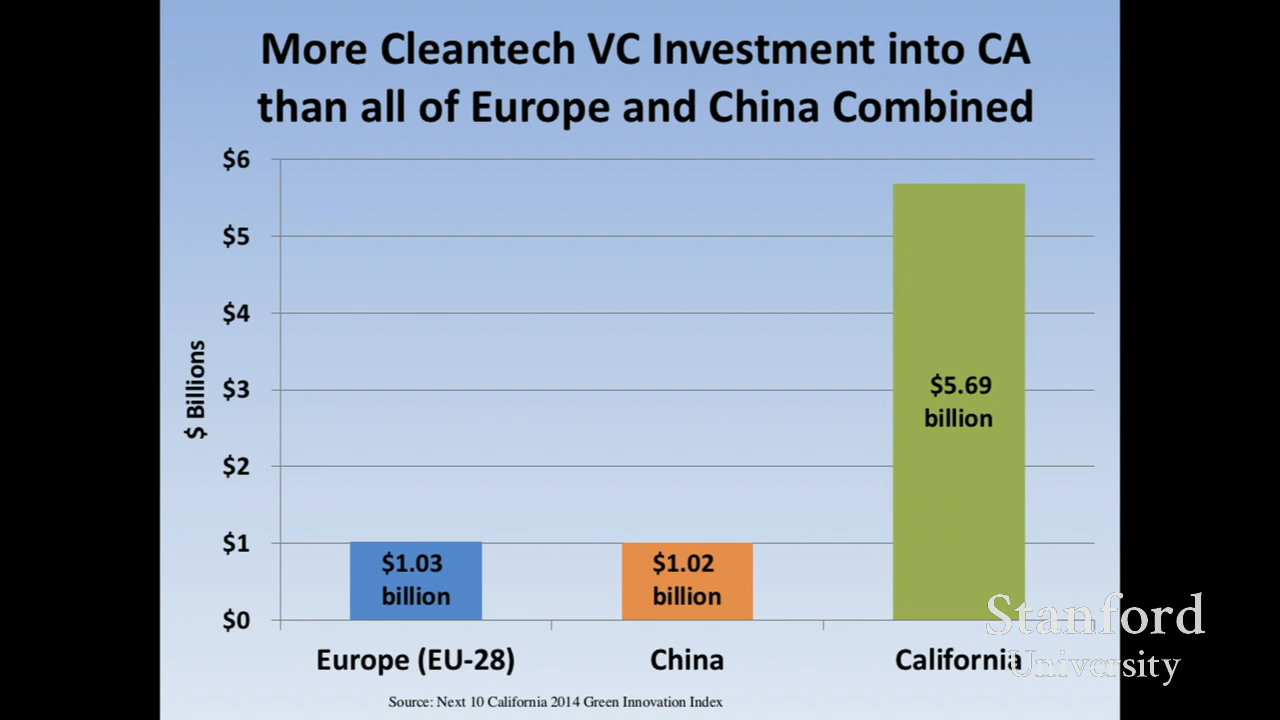 More Cleantech VC Investment into CA
than all of Europe and China Combined
$6
$5
$4
$3
$2
$1
$0
$ Billions
$1.03
billion
$1.02
billion
$5.69
billion
Europe (EU-28)
China
California
Source: Next 10 California 2014 Green Innovation Index
Stanford
University